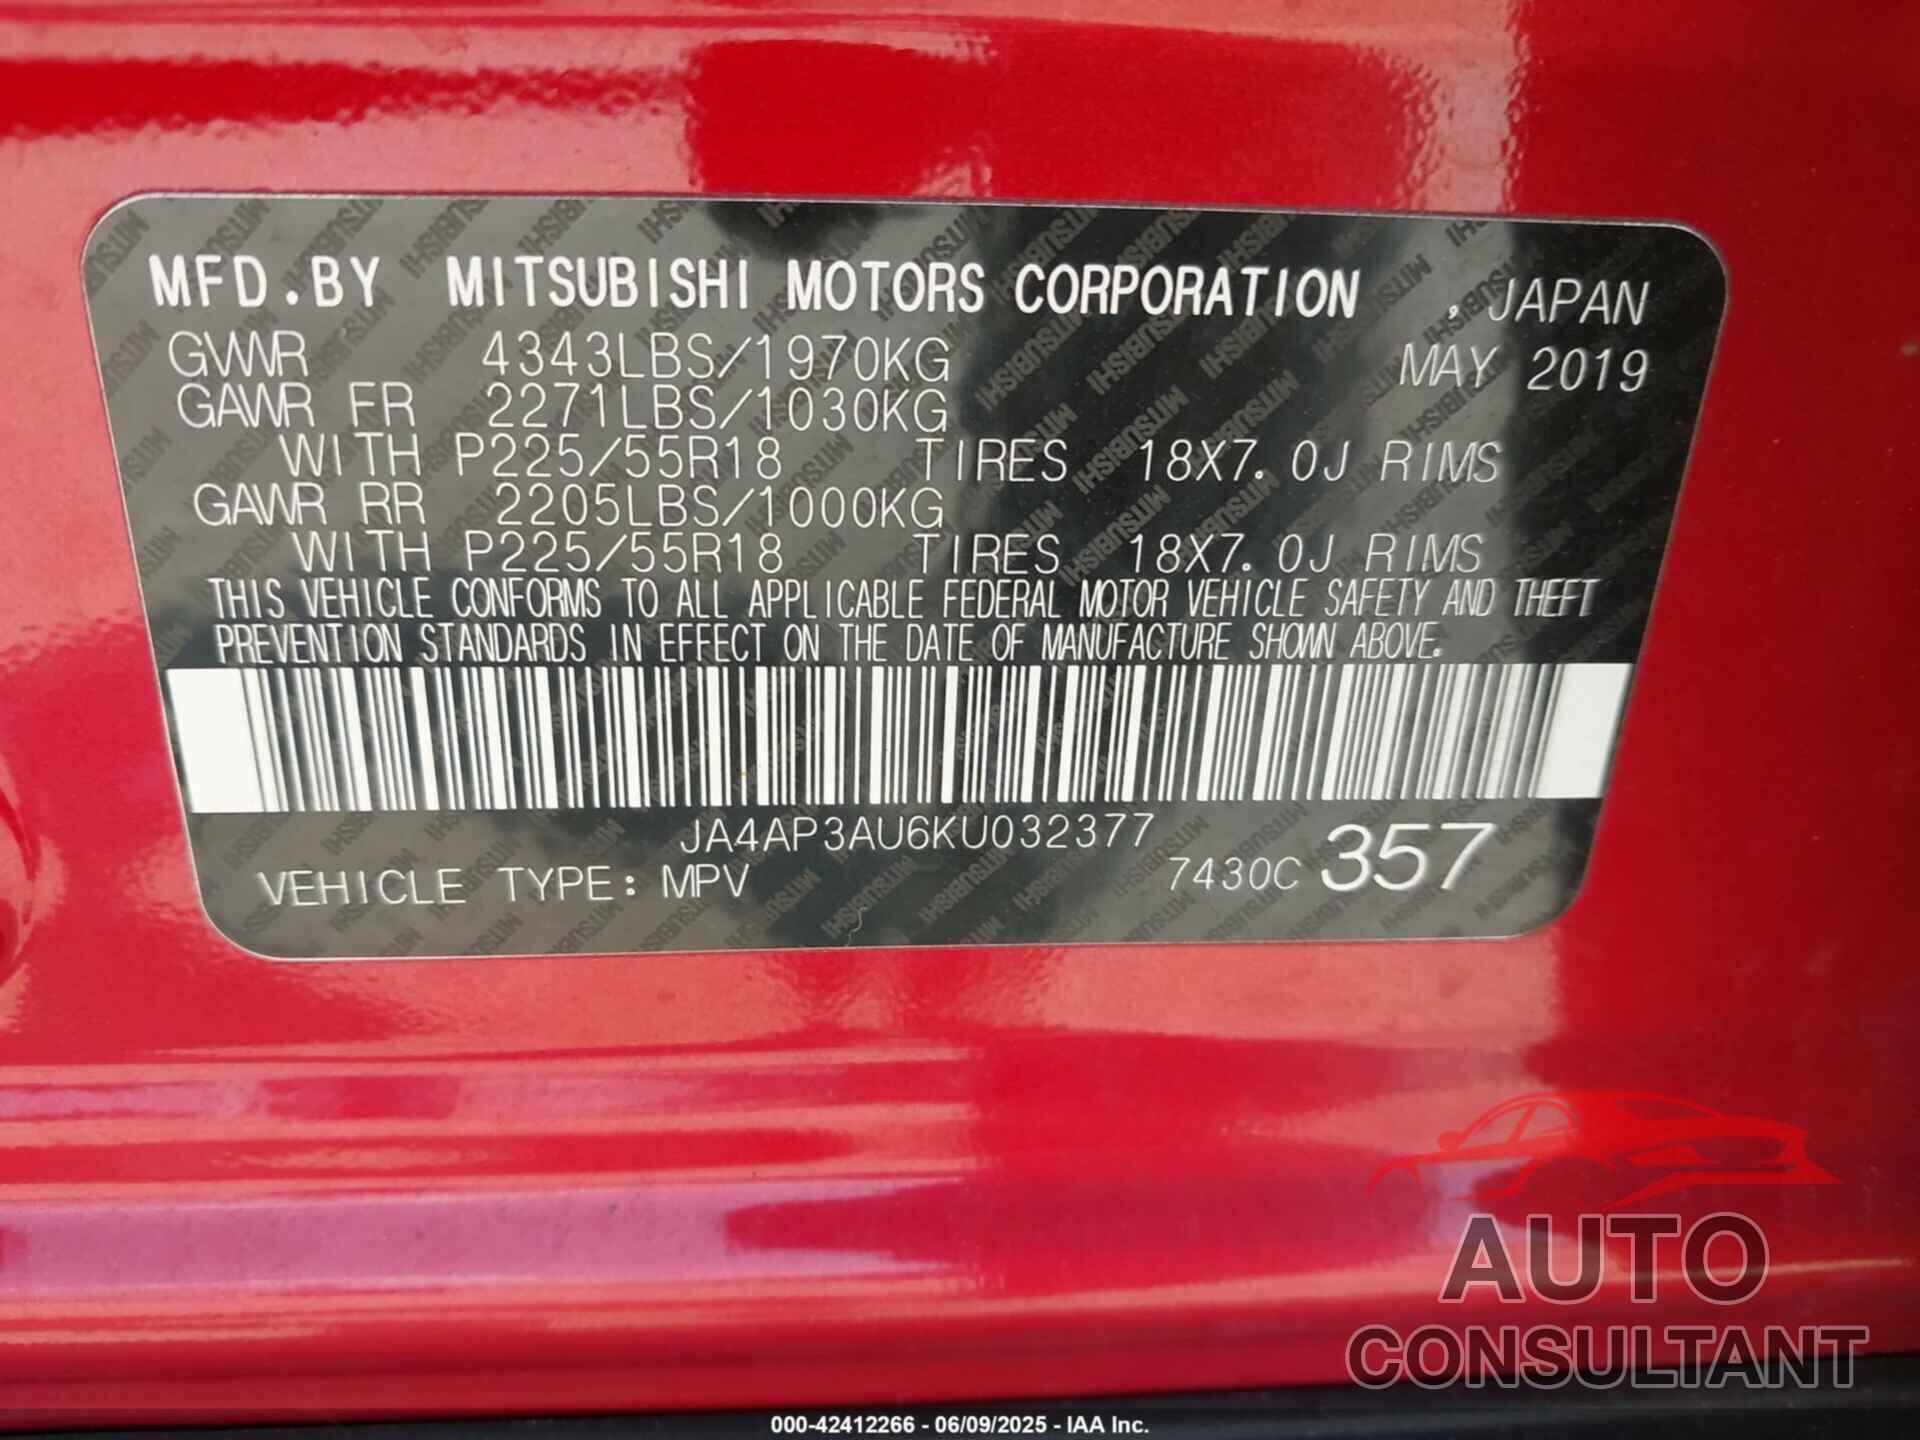 MFD.BY MITSUBISHI MOTORS CORPORATION , JAPAN
GVWR 4343LBS/1970KG MAY 2019
GAWR FR 2271LBS/1030KG
WITH P225/55R18 TIRES 18X7.0J RIMS
GAWR RR 2205LBS/1000KG
WITH P225/55R18 TIRES 18X7.0J RIMS
THIS VEHICLE CONFORMS TO ALL APPLICABLE FEDERAL MOTOR VEHICLE SAFETY AND THEFT
PREVENTION STANDARDS IN EFFECT ON THE DATE OF MANUFACTURE SHOWN ABOVE.
JA4AP3AU6KU032377
VEHICLE TYPE: MPV 7430C 357
AUTO
CONSULTANT
000-42412266 - 06/09/2025 - IAA Inc.